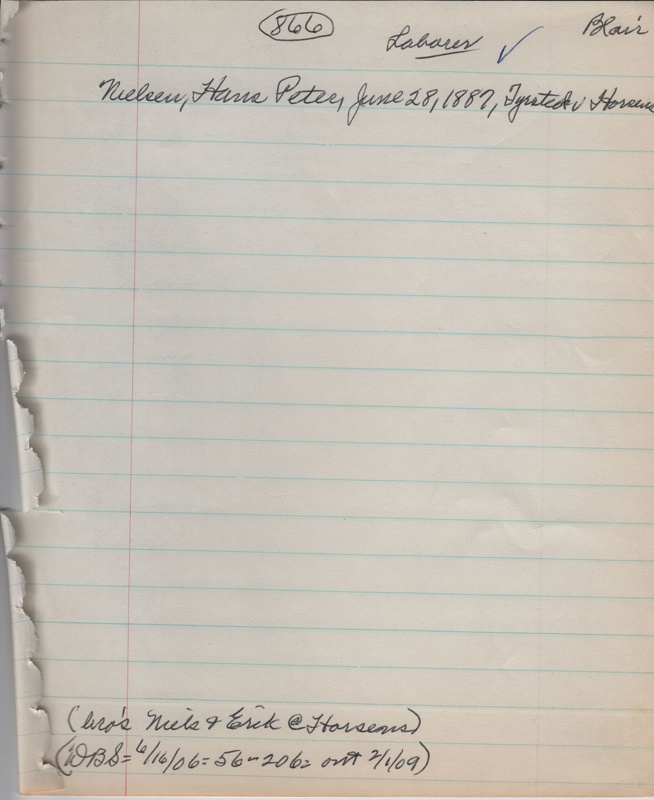 866
Laborer ✓
Blair
Nielsen, Hans Peter, June 28, 1887, Tyrsted v Horsens
(bro's Niels & Erik @ Horsens)
(WBS= 6/16/06= 56-206= out 2/1/09)